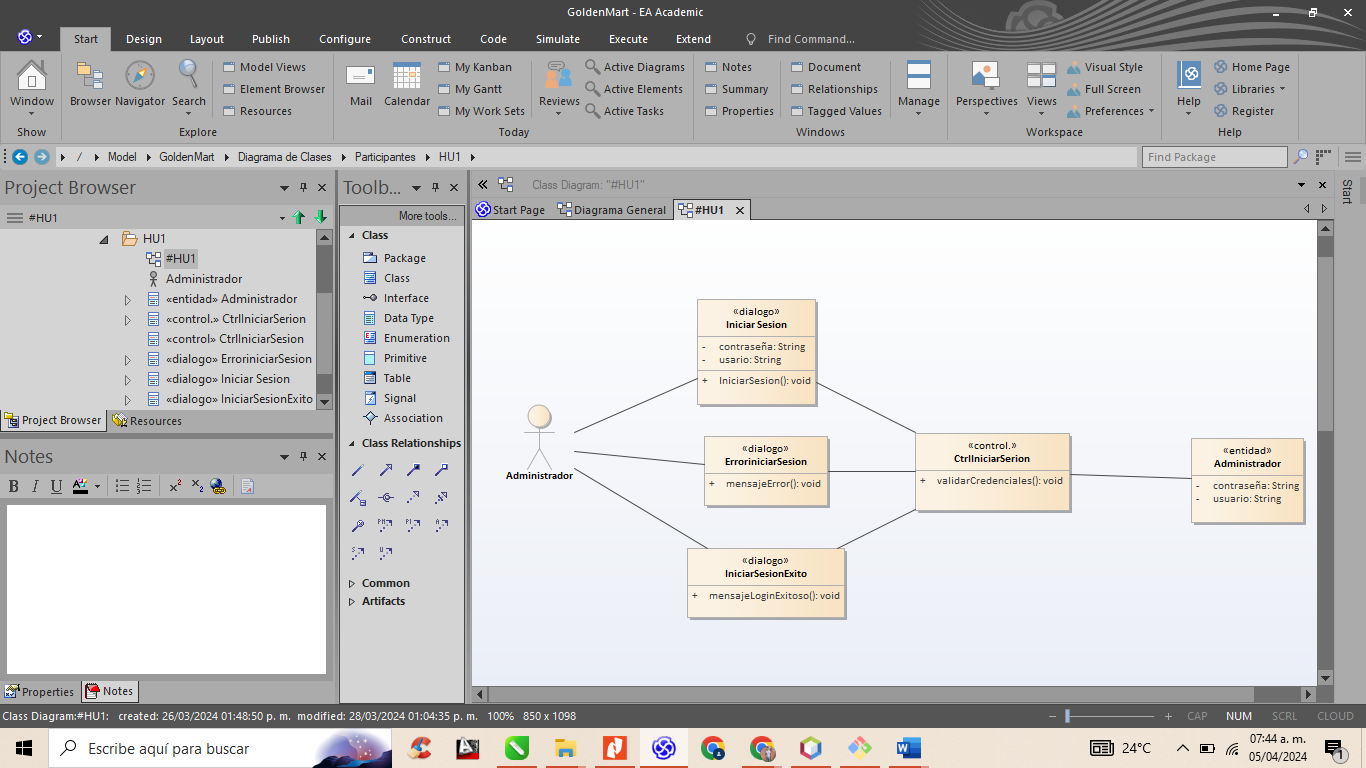 GoldenMart - EA Academic
Start Design Layout Publish Configure Construct Code Simulate Execute Extend Find Command...
Window
Show
Browser Navigator Search
Model Views
Element Browser
Resources
Explore
Mail Calendar
My Kanban
My Gantt
My Work Sets
Today
Reviews
Active Diagrams
Active Elements
Active Tasks
Notes
Summary
Properties
Document
Relationships
Tagged Values
Windows
Manage
Perspectives Views
Visual Style
Full Screen
Preferences
Workspace
Help
Home Page
Libraries
Register
Help
/ Model GoldenMart Diagrama de Clases Participantes HU1
Find Package
Project Browser
#HU1
HU1
#HU1
Administrador
«entidad» Administrador
«control.» CtrlIniciarSerion
«control» CtrlIniciarSesion
«dialogo» ErroriniciarSesion
«dialogo» Iniciar Sesion
«dialogo» IniciarSesionExito
Project Browser Resources
Notes
B I U A
Properties Notes
Toolb...
More tools...
Class
Package
Class
Interface
Data Type
Enumeration
Primitive
Table
Signal
Association
Class Relationships
Common
Artifacts
Class Diagram: "#HU1"
Start Page Diagrama General #HU1
Start
«dialogo»
Iniciar Sesion
- contraseña: String
- usario: String
+ IniciarSesion(): void
Administrador
«dialogo»
ErroriniciarSesion
+ mensajeError(): void
«dialogo»
IniciarSesionExito
+ mensajeLoginExitoso(): void
«control.»
CtrlIniciarSerion
+ validarCredenciales(): void
«entidad»
Administrador
- contraseña: String
- usuario: String
Class Diagram:#HU1: created: 26/03/2024 01:48:50 p. m. modified: 28/03/2024 01:04:35 p. m. 100% 850 x 1098
CAP NUM SCRL CLOUD
Escribe aquí para buscar
24°C
07:44 a. m.
05/04/2024
1